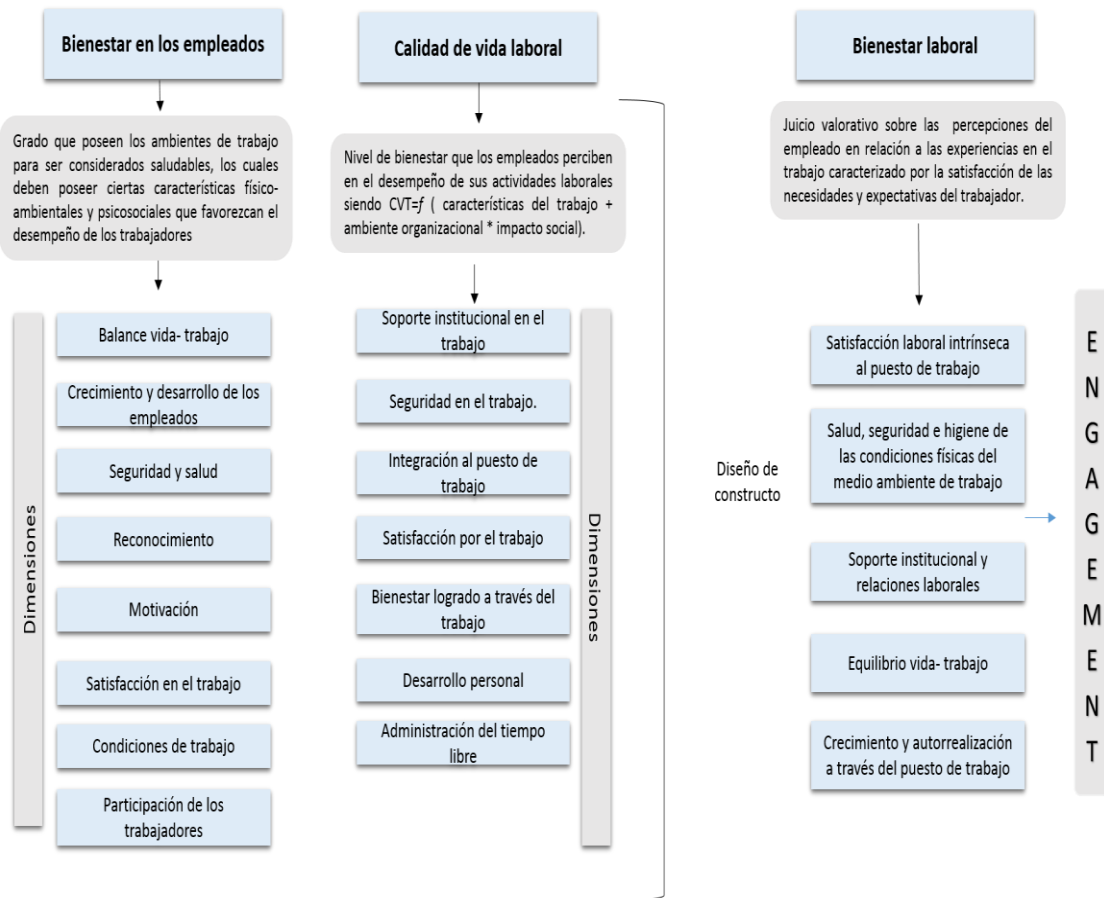 Bienestar en los empleados
Grado que poseen los ambientes de trabajo
para ser considerados saludables, los cuales
deben poseer ciertas características físico-
ambientales y psicosociales que favorezcan el
desempeño de los trabajadores
Dimensiones
Balance vida- trabajo
Crecimiento y desarrollo de los
empleados
Seguridad y salud
Reconocimiento
Motivación
Satisfacción en el trabajo
Condiciones de trabajo
Participación de los
trabajadores
Calidad de vida laboral
Nivel de bienestar que los empleados perciben
en el desempeño de sus actividades laborales
siendo CVT=f ( características del trabajo +
ambiente organizacional * impacto social).
Soporte institucional en el
trabajo
Seguridad en el trabajo.
Integración al puesto de
trabajo
Satisfacción por el trabajo
Bienestar logrado a través del
trabajo
Desarrollo personal
Administración del tiempo
libre
Dimensiones
Diseño de
constructo
Bienestar laboral
Juicio valorativo sobre las percepciones del
empleado en relación a las experiencias en el
trabajo caracterizado por la satisfacción de las
necesidades y expectativas del trabajador.
Satisfacción laboral intrínseca
al puesto de trabajo
Salud, seguridad e higiene de
las condiciones físicas del
medio ambiente de trabajo
Soporte institucional y
relaciones laborales
Equilibrio vida- trabajo
Crecimiento y autorrealización
a través del puesto de trabajo
ENGAGEMENT